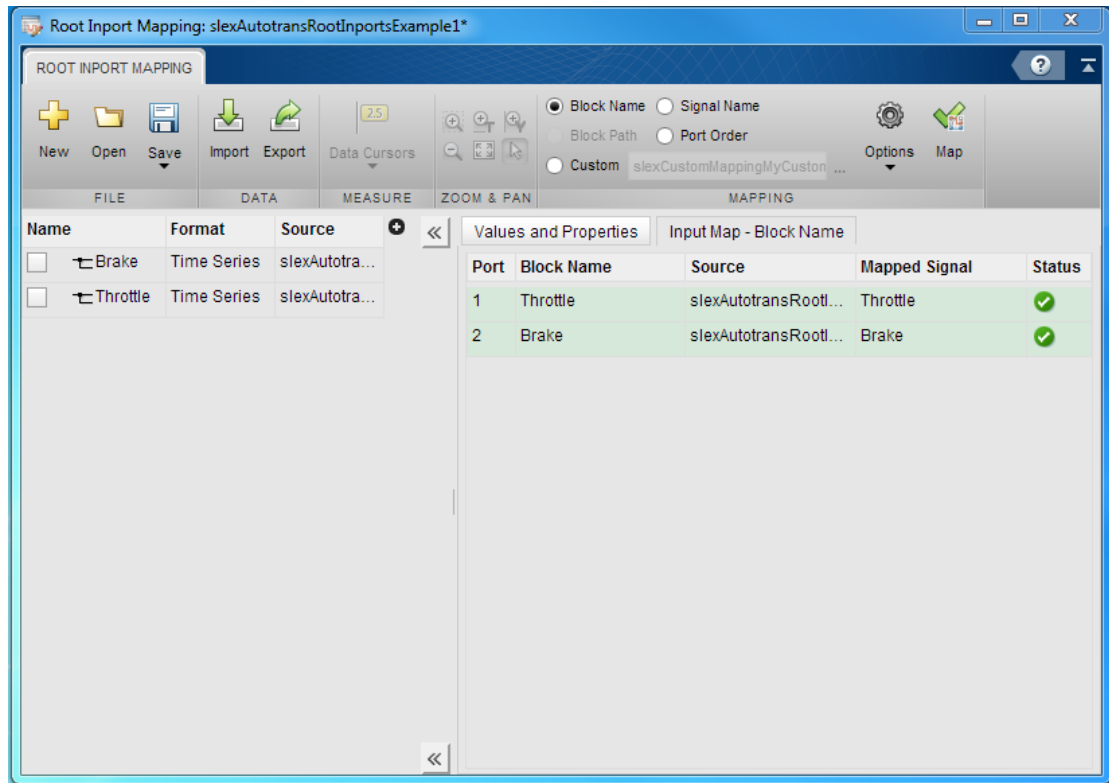 Root Inport Mapping: slexAutotransRootInportsExample1*
ROOT INPORT MAPPING
?
New Open Save Import Export 2.5 Data Cursors
Block Name Signal Name
Block Path Port Order
Custom slexCustomMappingMyCustom ...
Options Map
FILE DATA MEASURE ZOOM & PAN MAPPING
Name Format Source
Brake Time Series slexAutotra...
Throttle Time Series slexAutotra...
Values and Properties Input Map - Block Name
Port Block Name Source Mapped Signal Status
1 Throttle slexAutotransRootI... Throttle
2 Brake slexAutotransRootI... Brake